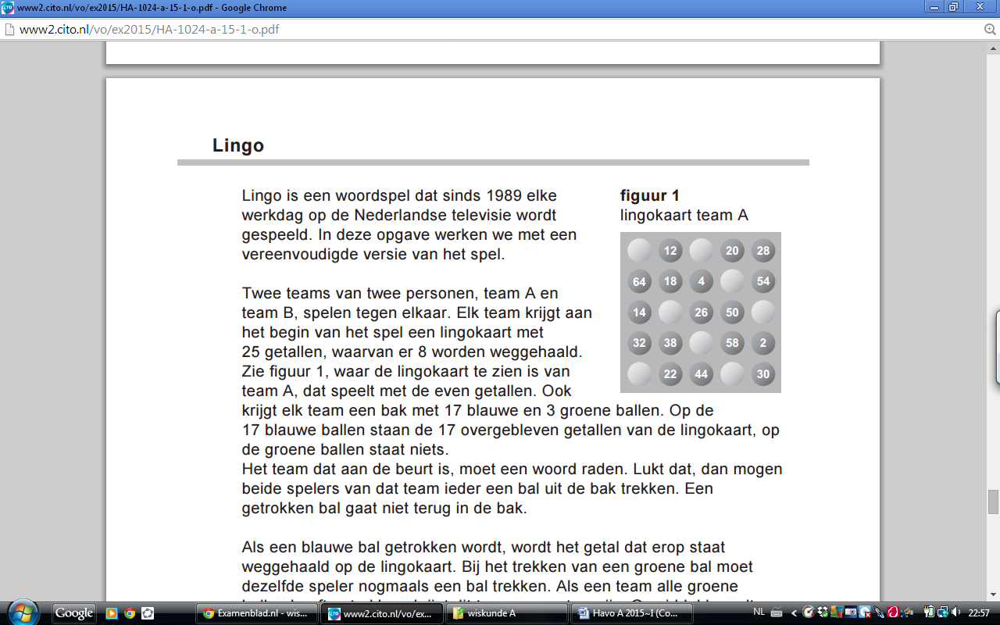 www2.cito.nl/vo/ex2015/HA-1024-a-15-1-o.pdf - Google Chrome
www2.cito.nl/vo/ex2015/HA-1024-a-15-1-o.pdf
Lingo
Lingo is een woordspel dat sinds 1989 elke
werkdag op de Nederlandse televisie wordt
gespeeld. In deze opgave werken we met een
vereenvoudigde versie van het spel.
Twee teams van twee personen, team A en
team B, spelen tegen elkaar. Elk team krijgt aan
het begin van het spel een lingokaart met
25 getallen, waarvan er 8 worden weggehaald.
Zie figuur 1, waar de lingokaart te zien is van
team A, dat speelt met de even getallen. Ook
krijgt elk team een bak met 17 blauwe en 3 groene ballen. Op de
17 blauwe ballen staan de 17 overgebleven getallen van de lingokaart, op
de groene ballen staat niets.
Het team dat aan de beurt is, moet een woord raden. Lukt dat, dan mogen
beide spelers van dat team ieder een bal uit de bak trekken. Een
getrokken bal gaat niet terug in de bak.
Als een blauwe bal getrokken wordt, wordt het getal dat erop staat
weggehaald op de lingokaart. Bij het trekken van een groene bal moet
dezelfde speler nogmaals een bal trekken. Als een team alle groene
figuur 1
lingokaart team A
12 20 28
64 18 4 54
14 26 50
32 38 58 2
22 44 30
Google
Examenblad.nl - wis...
www2.cito.nl/vo/ex...
wiskunde A
Havo A 2015~I (Co...
NL
22:57